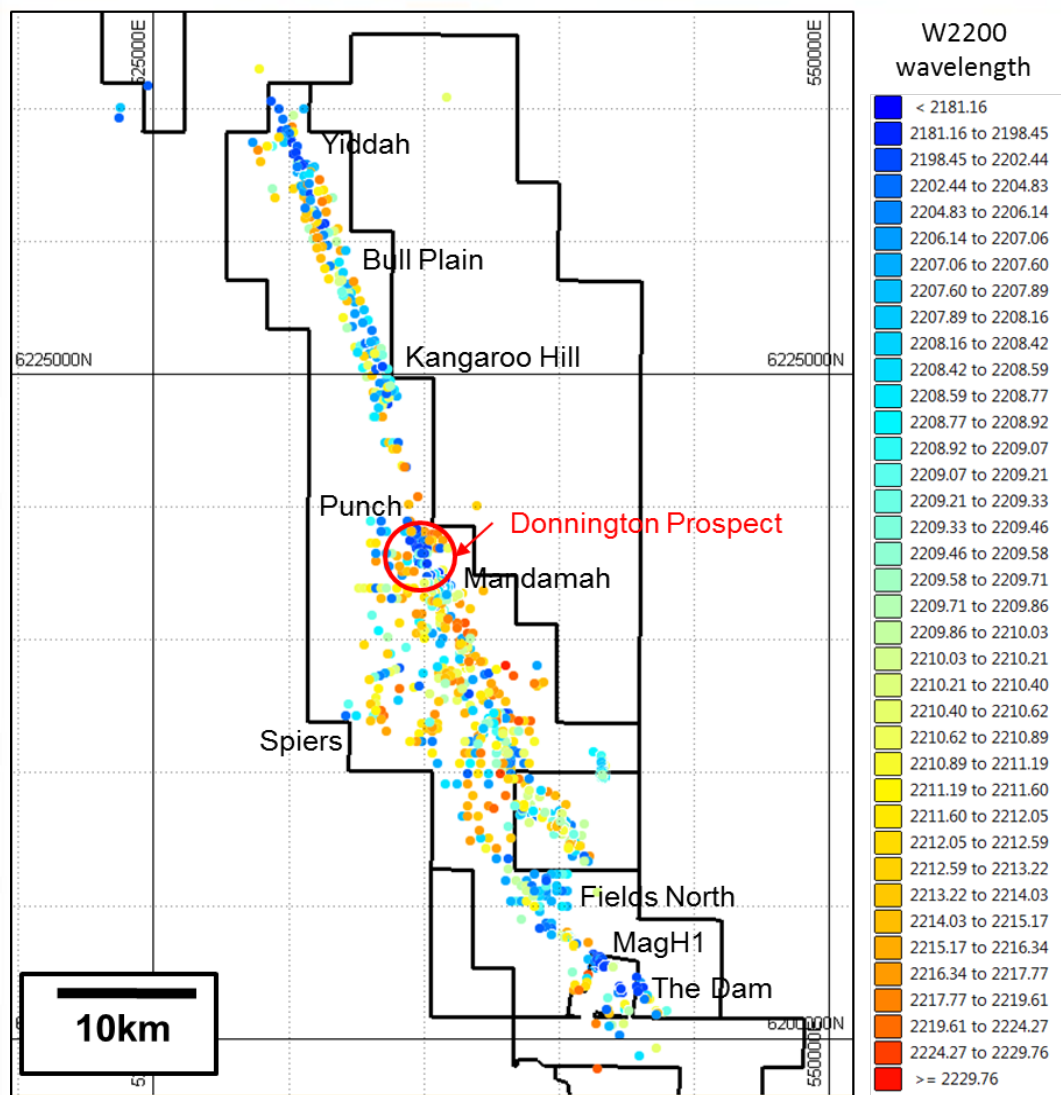 W2200
wavelength
525000E
550000E
Yiddah
Bull Plain
6225000N
6225000N
Kangaroo Hill
Punch
Donnington Prospect
Mandamah
Spiers
Fields North
MagH1
The Dam
6200000N
550000E
10km
< 2181.16
2181.16 to 2198.45
2198.45 to 2202.44
2202.44 to 2204.83
2204.83 to 2206.14
2206.14 to 2207.06
2207.06 to 2207.60
2207.60 to 2207.89
2207.89 to 2208.16
2208.16 to 2208.42
2208.42 to 2208.59
2208.59 to 2208.77
2208.77 to 2208.92
2208.92 to 2209.07
2209.07 to 2209.21
2209.21 to 2209.33
2209.33 to 2209.46
2209.46 to 2209.58
2209.58 to 2209.71
2209.71 to 2209.86
2209.86 to 2210.03
2210.03 to 2210.21
2210.21 to 2210.40
2210.40 to 2210.62
2210.62 to 2210.89
2210.89 to 2211.19
2211.19 to 2211.60
2211.60 to 2212.05
2212.05 to 2212.59
2212.59 to 2213.22
2213.22 to 2214.03
2214.03 to 2215.17
2215.17 to 2216.34
2216.34 to 2217.77
2217.77 to 2219.61
2219.61 to 2224.27
2224.27 to 2229.76
>= 2229.76